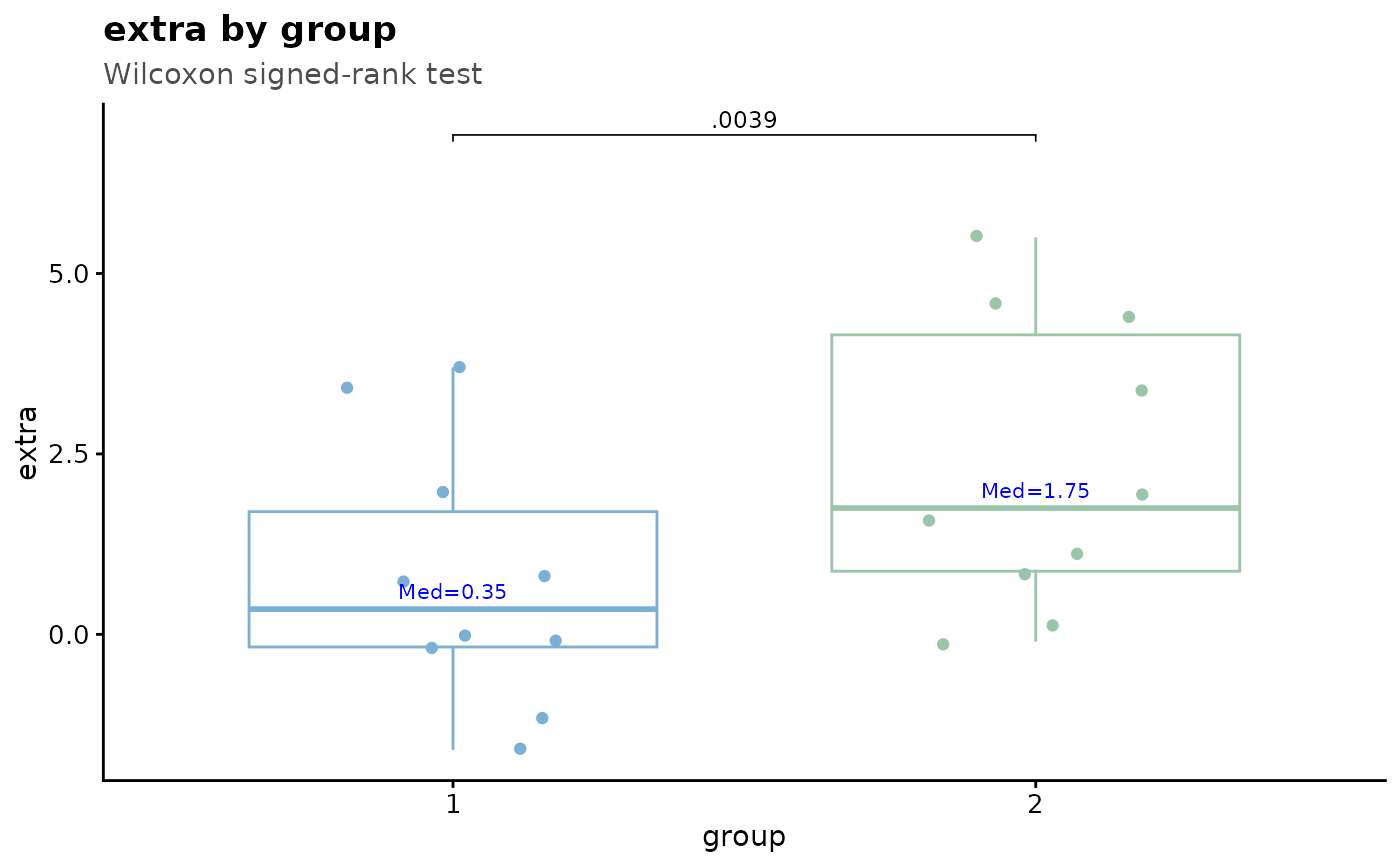 extra by group
Wilcoxon signed-rank test
.0039
5.0
2.5
0.0
extra
Med=1.75
Med=0.35
1
2
group